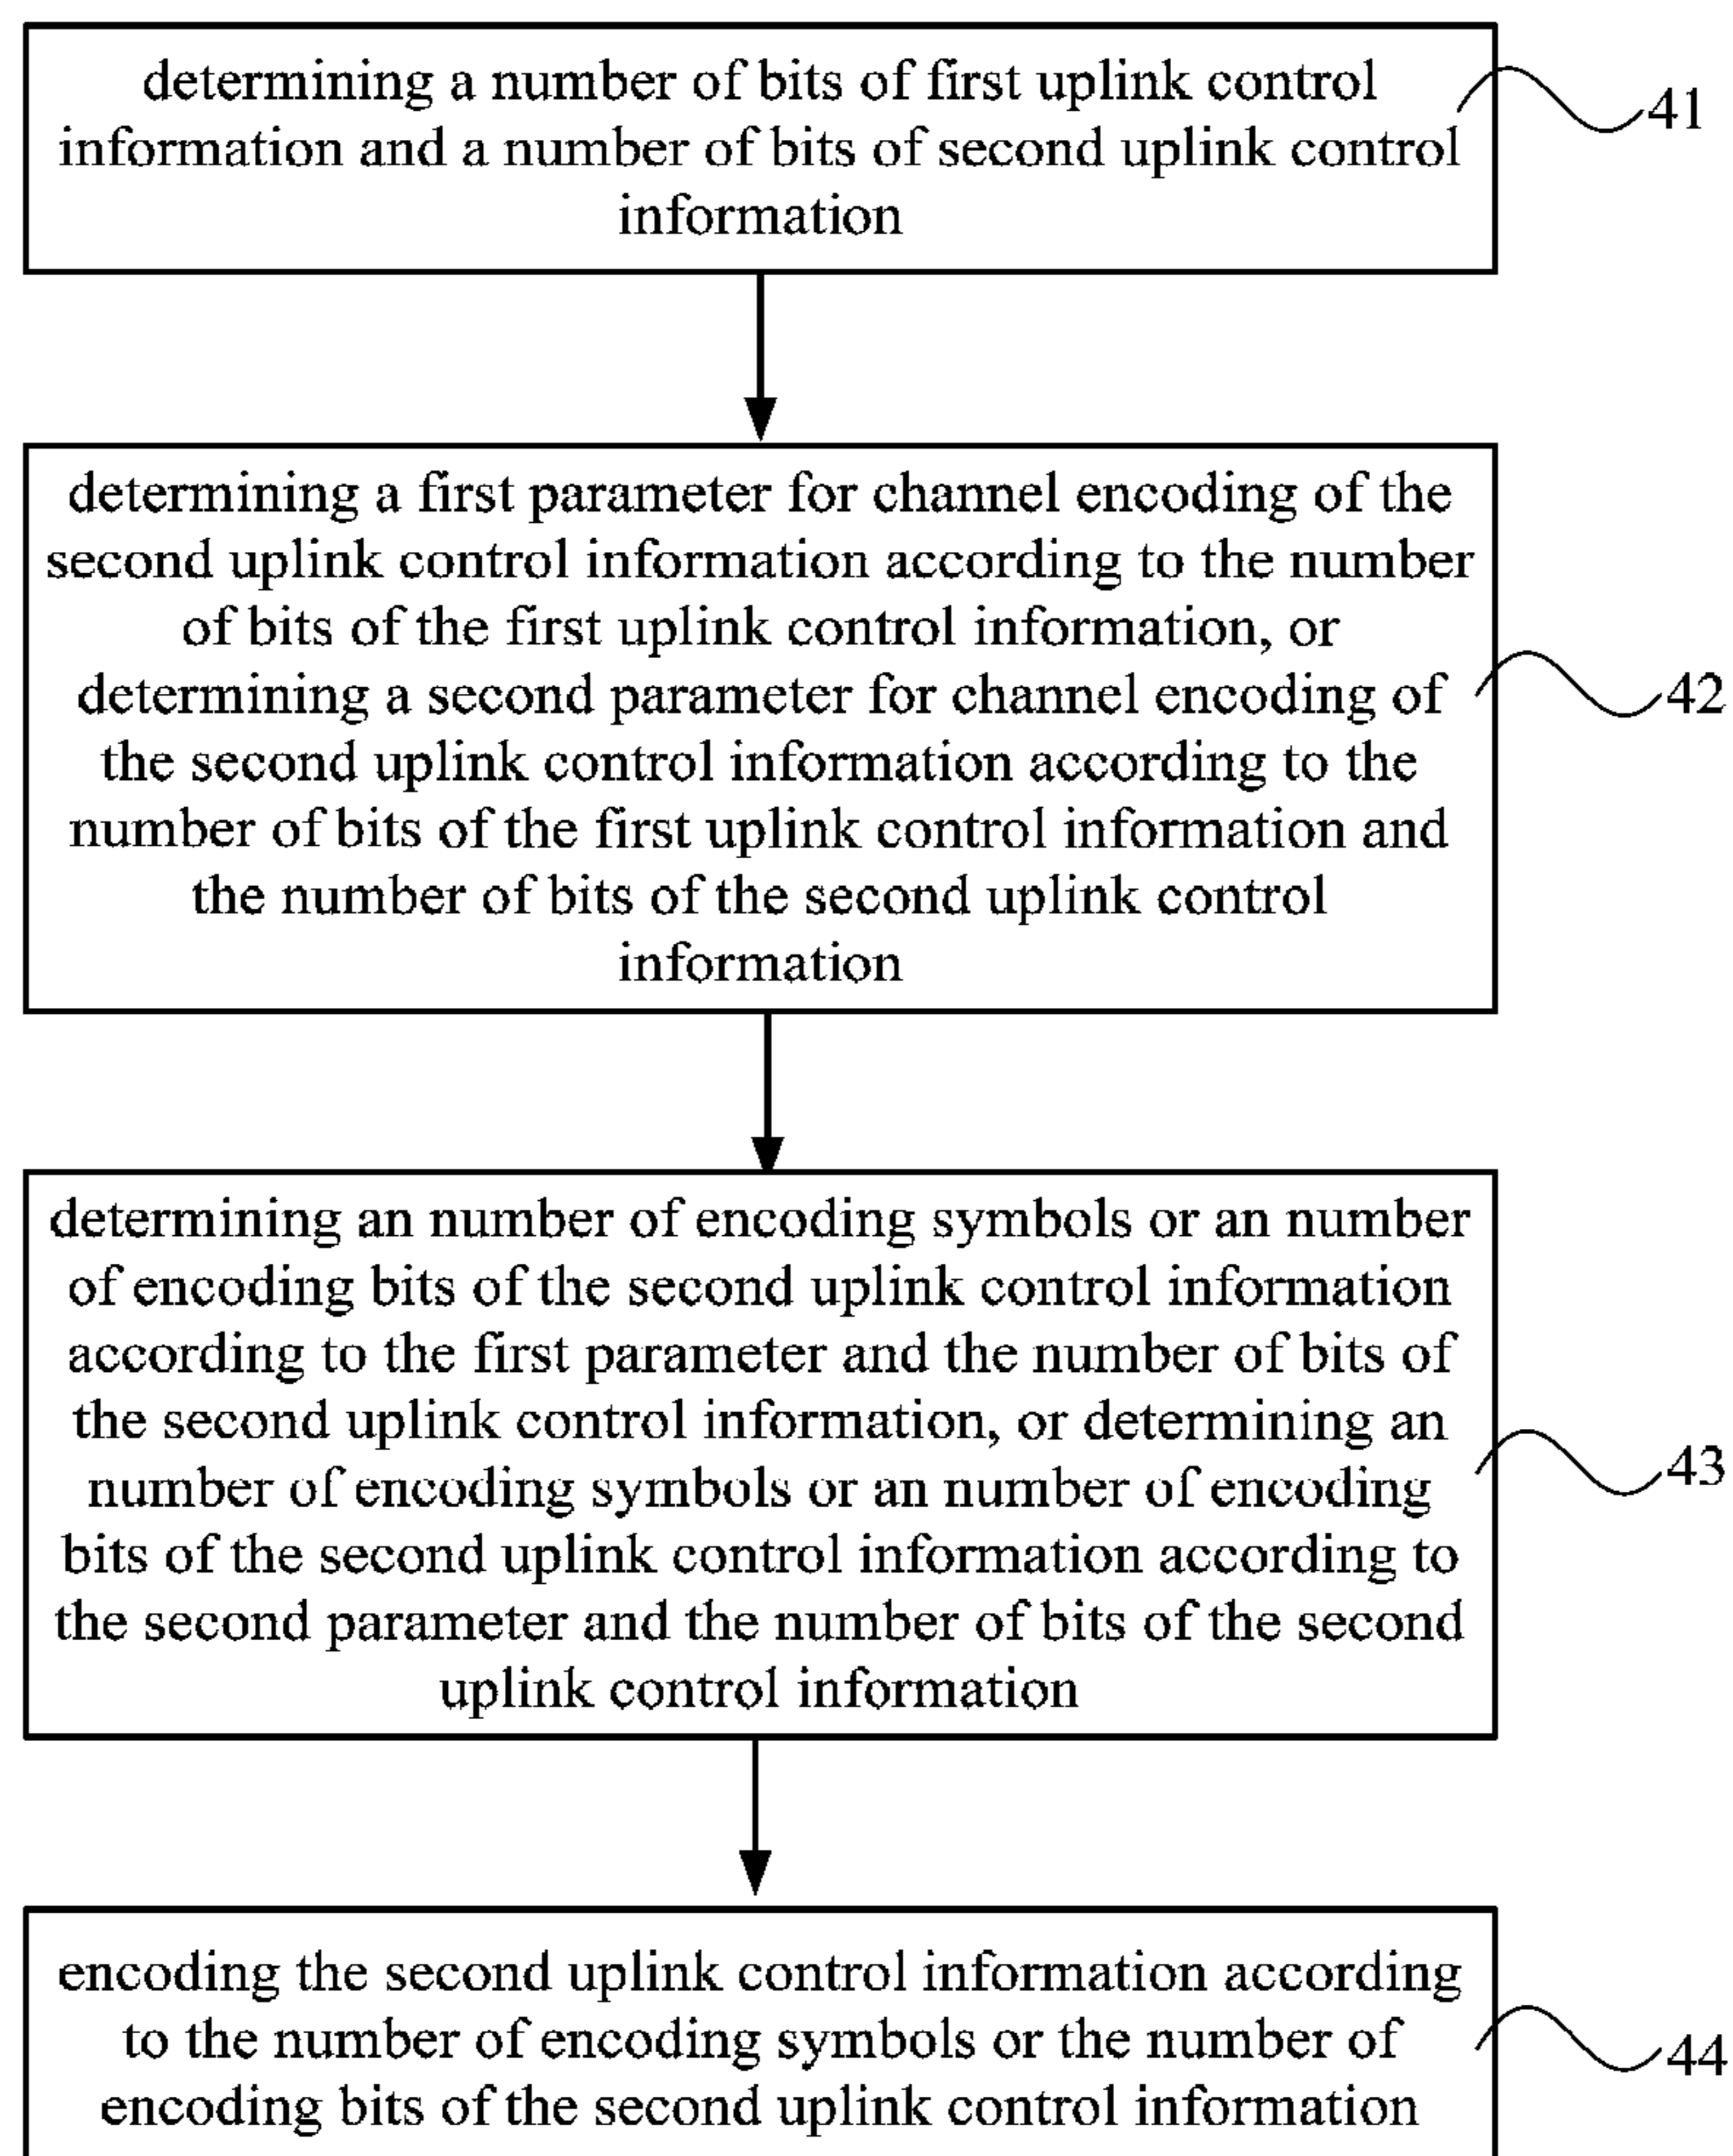 determining a number of bits of first uplink control
information and a number of bits of second uplink control
information
41
determining a first parameter for channel encoding of the
second uplink control information according to the number
of bits of the first uplink control information, or
determining a second parameter for channel encoding of
the second uplink control information according to the
number of bits of the first uplink control information and
the number of bits of the second uplink control
information
42
determining an number of encoding symbols or an number
of encoding bits of the second uplink control information
according to the first parameter and the number of bits of
the second uplink control information, or determining an
number of encoding symbols or an number of encoding
bits of the second uplink control information according to
the second parameter and the number of bits of the second
uplink control information
43
encoding the second uplink control information according
to the number of encoding symbols or the number of
encoding bits of the second uplink control information
44